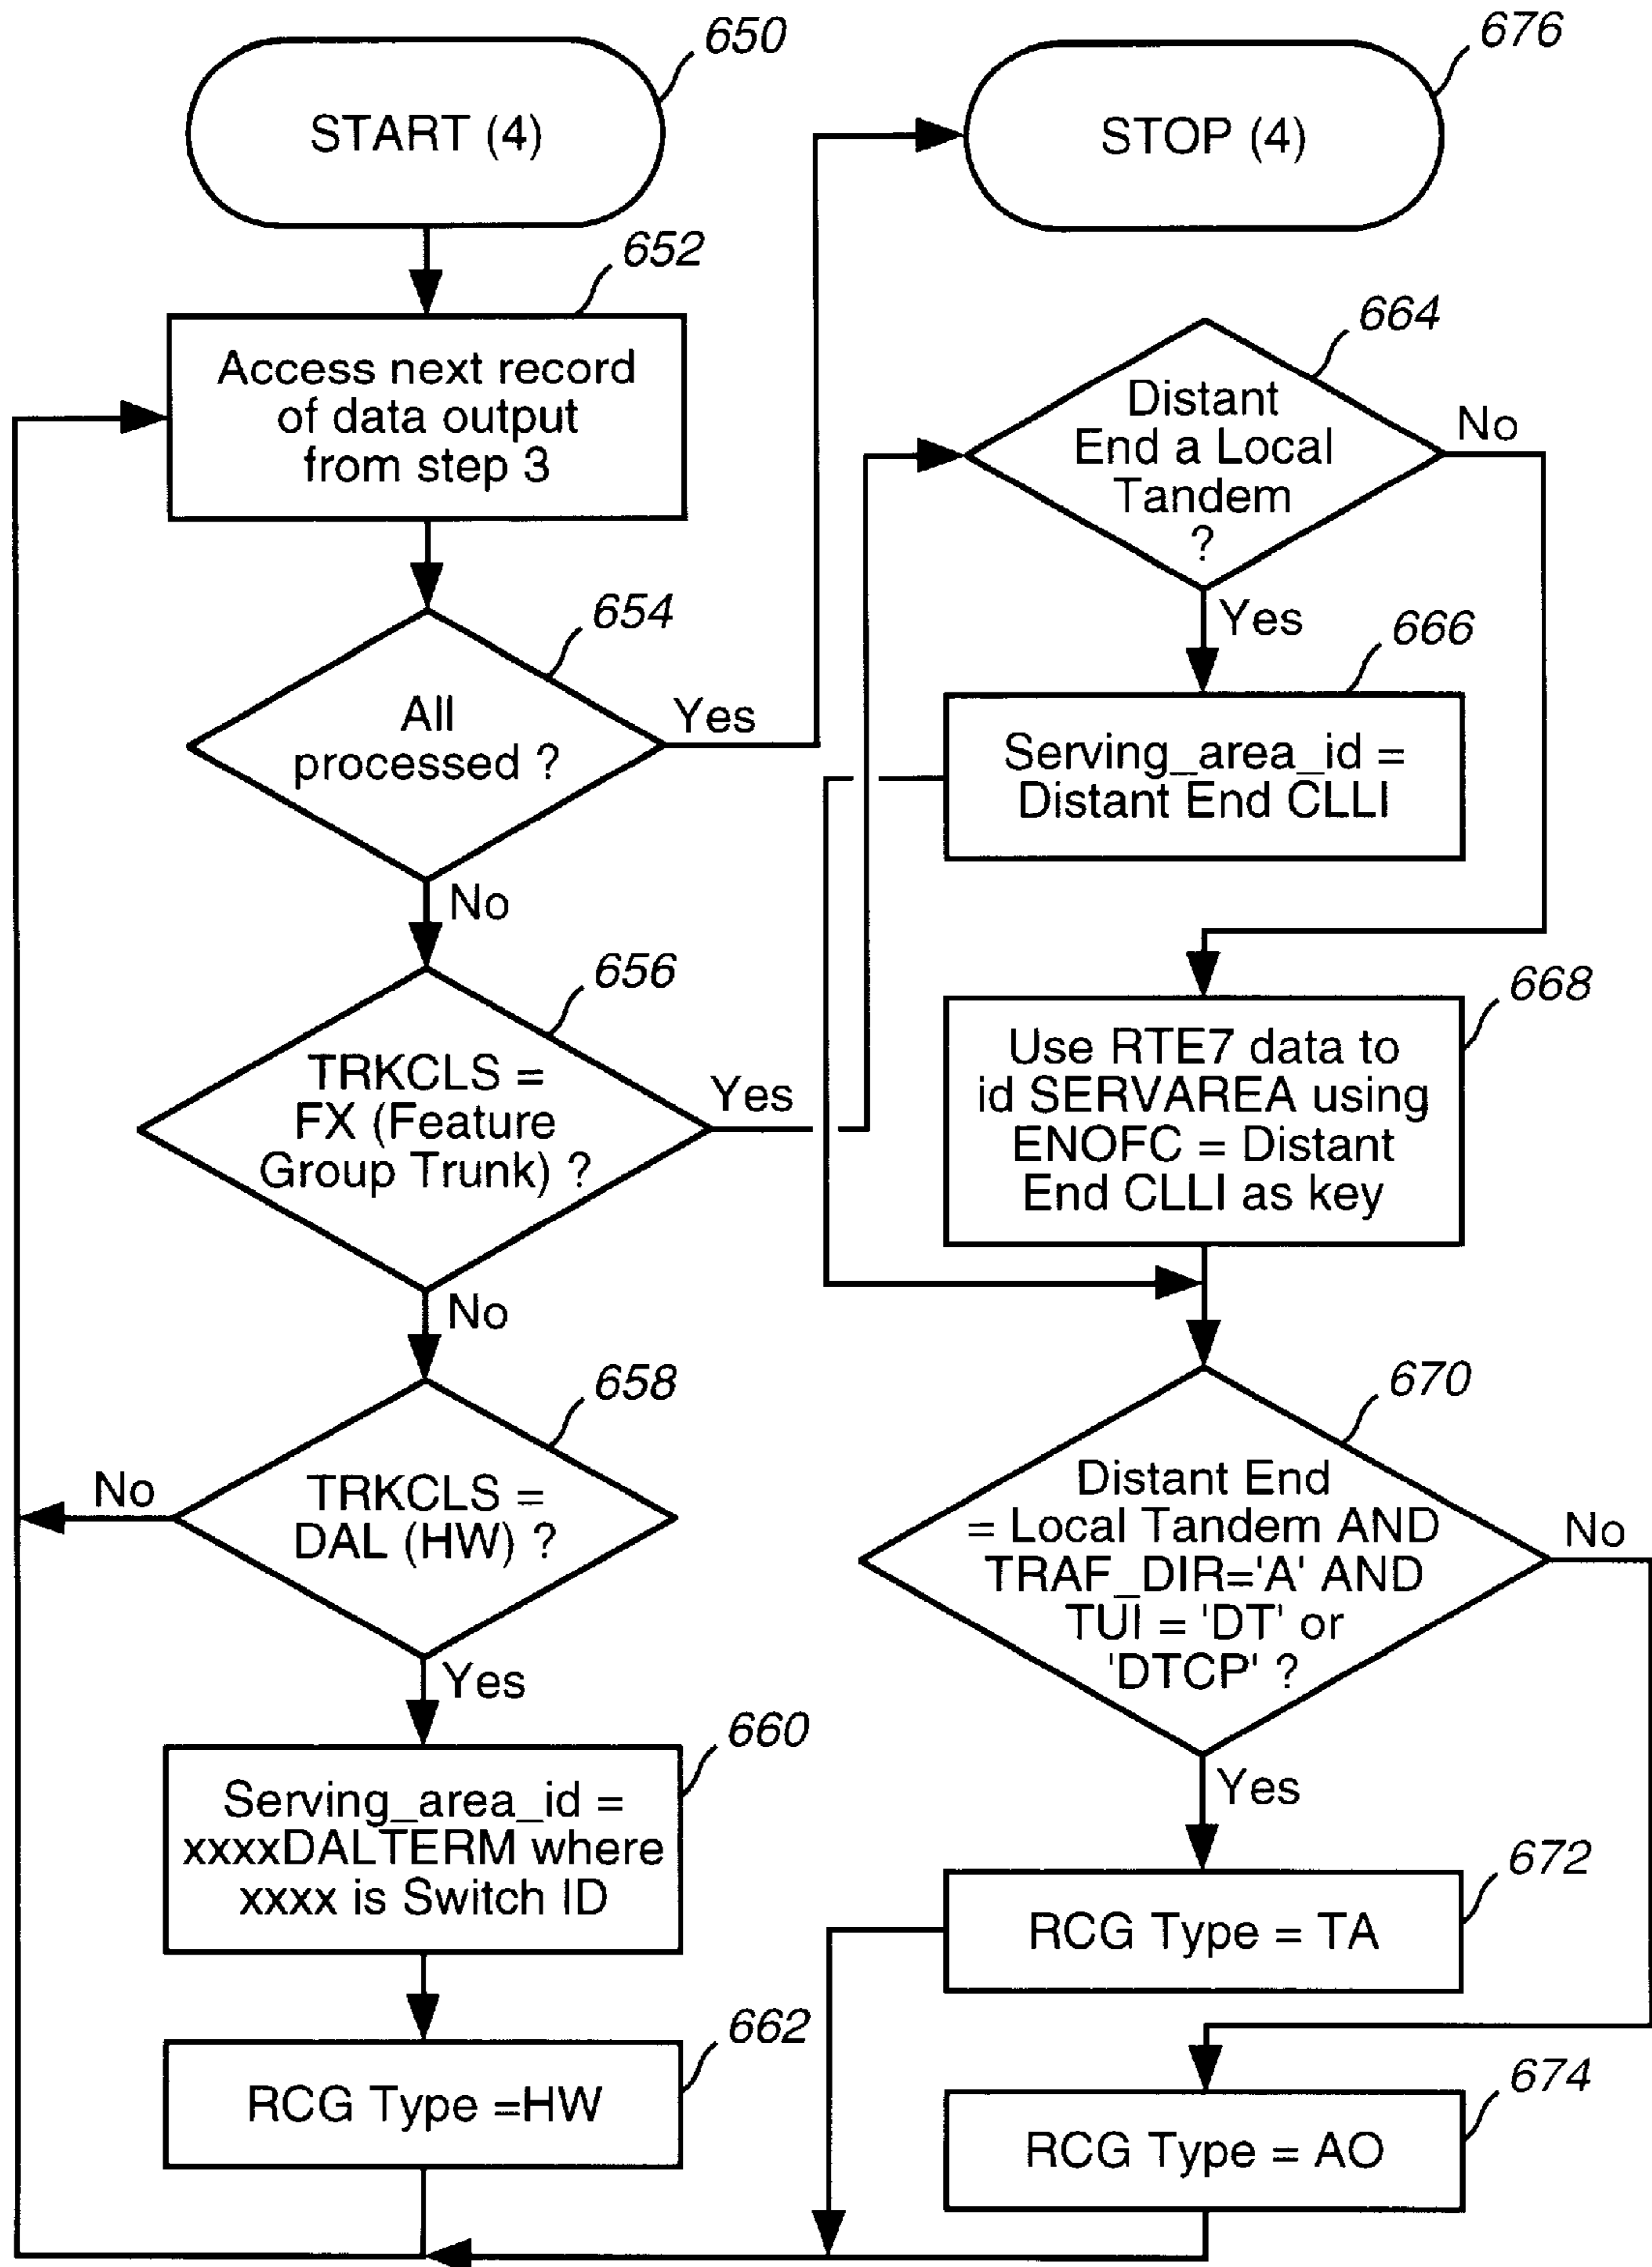 650
START (4)
652
Access next record
of data output
from step 3
654
All
processed ?
Yes
No
656
TRKCLS =
FX (Feature
Group Trunk) ?
Yes
No
658
TRKCLS =
DAL (HW) ?
No
Yes
660
Serving_area_id =
xxxxDALTERM where
xxxx is Switch ID
662
RCG Type =HW
676
STOP (4)
664
Distant
End a Local
Tandem
?
No
Yes
666
Serving_area_id =
Distant End CLLI
668
Use RTE7 data to
id SERVAREA using
ENOFC = Distant
End CLLI as key
670
Distant End
= Local Tandem AND
TRAF_DIR='A' AND
TUI = 'DT' or
'DTCP' ?
No
Yes
672
RCG Type = TA
674
RCG Type = AO